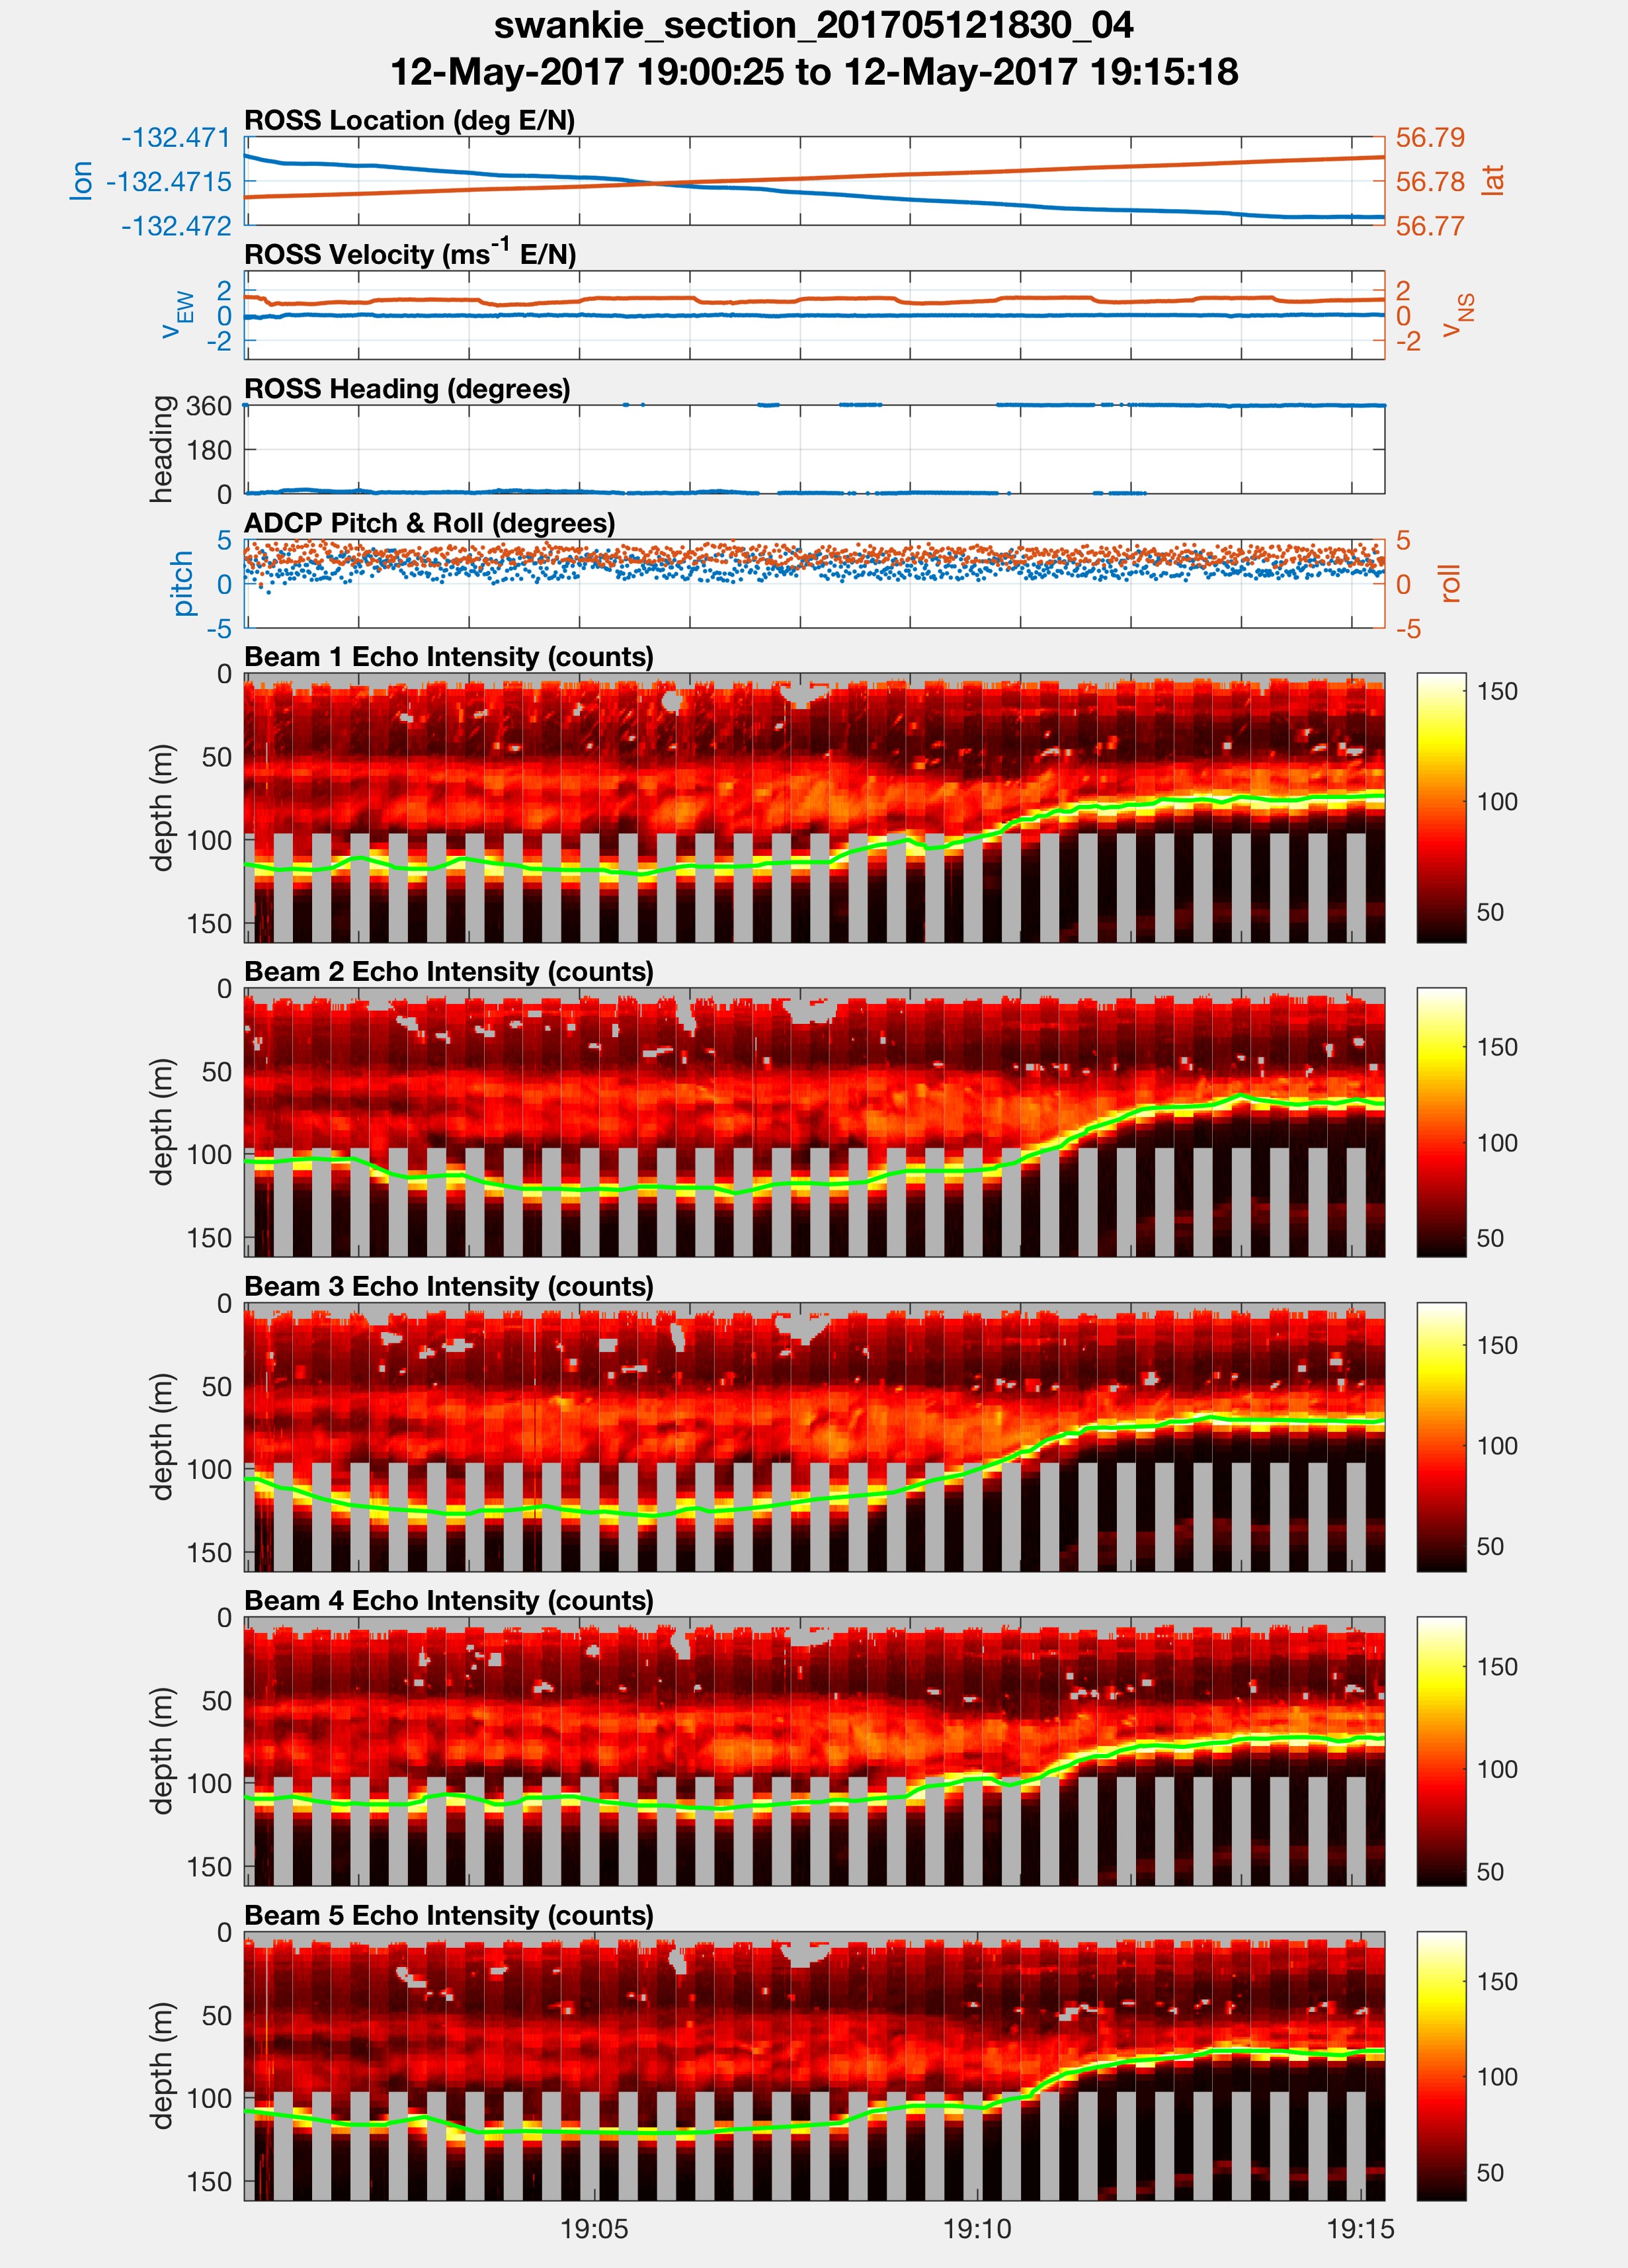 swankie_section_201705121830_04
12-May-2017 19:00:25 to 12-May-2017 19:15:18
ROSS Location (deg E/N)
-132.471
-132.4715
-132.472
lon
56.79
56.78
56.77
lat
ROSS Velocity (ms-1 E/N)
2
0
-2
vEW
2
0
-2
vNS
ROSS Heading (degrees)
360
180
0
heading
ADCP Pitch & Roll (degrees)
5
0
-5
pitch
5
0
-5
roll
Beam 1 Echo Intensity (counts)
0
50
100
150
depth (m)
150
100
50
Beam 2 Echo Intensity (counts)
0
50
100
150
depth (m)
150
100
50
Beam 3 Echo Intensity (counts)
0
50
100
150
depth (m)
150
100
50
Beam 4 Echo Intensity (counts)
0
50
100
150
depth (m)
150
100
50
Beam 5 Echo Intensity (counts)
0
50
100
150
depth (m)
150
100
50
19:05 19:10 19:15